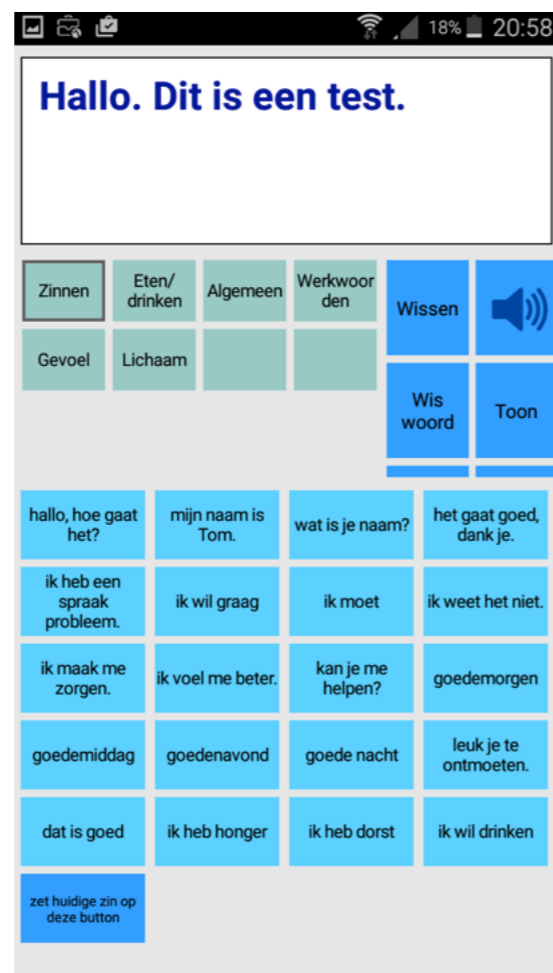 18% 20:58
Hallo. Dit is een test.
Zinnen
Eten/
drinken
Algemeen
Werkwoor
den
Wissen
Gevoel
Lichaam
Wis
woord
Toon
hallo, hoe gaat
het?
mijn naam is
Tom.
wat is je naam?
het gaat goed,
dank je.
ik heb een
spraak
probleem.
ik wil graag
ik moet
ik weet het niet.
ik maak me
zorgen.
ik voel me beter.
kan je me
helpen?
goedemorgen
goedemiddag
goedenavond
goede nacht
leuk je te
ontmoeten.
dat is goed
ik heb honger
ik heb dorst
ik wil drinken
zet huidige zin op
deze button